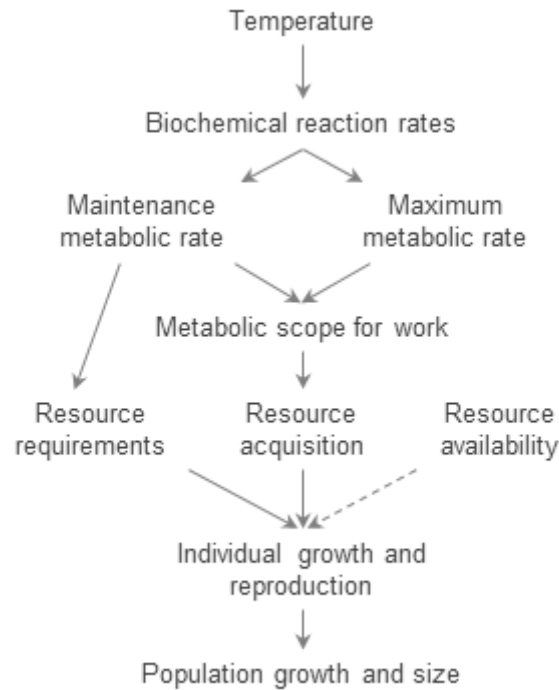 Temperature
Biochemical reaction rates
Maintenance
metabolic rate
Maximum
metabolic rate
Metabolic scope for work
Resource
requirements
Resource
acquisition
Resource
availability
Individual growth and
reproduction
Population growth and size